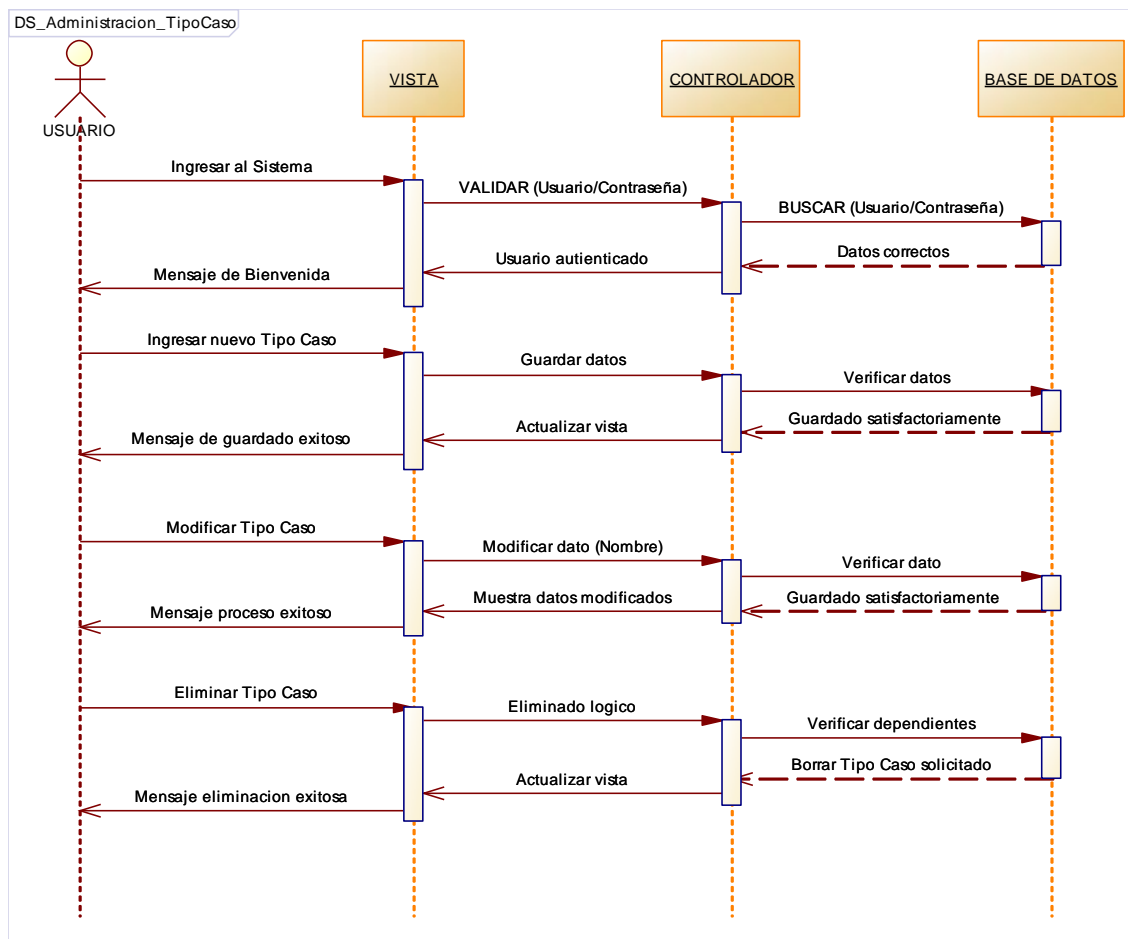 DS_Administracion_TipoCaso
USUARIO
VISTA
CONTROLADOR
BASE DE DATOS
Ingresar al Sistema
VALIDAR (Usuario/Contraseña)
BUSCAR (Usuario/Contraseña)
Datos correctos
Usuario autienticado
Mensaje de Bienvenida
Ingresar nuevo Tipo Caso
Guardar datos
Verificar datos
Guardado satisfactoriamente
Actualizar vista
Mensaje de guardado exitoso
Modificar Tipo Caso
Modificar dato (Nombre)
Verificar dato
Guardado satisfactoriamente
Muestra datos modificados
Mensaje proceso exitoso
Eliminar Tipo Caso
Eliminado logico
Verificar dependientes
Borrar Tipo Caso solicitado
Actualizar vista
Mensaje eliminacion exitosa